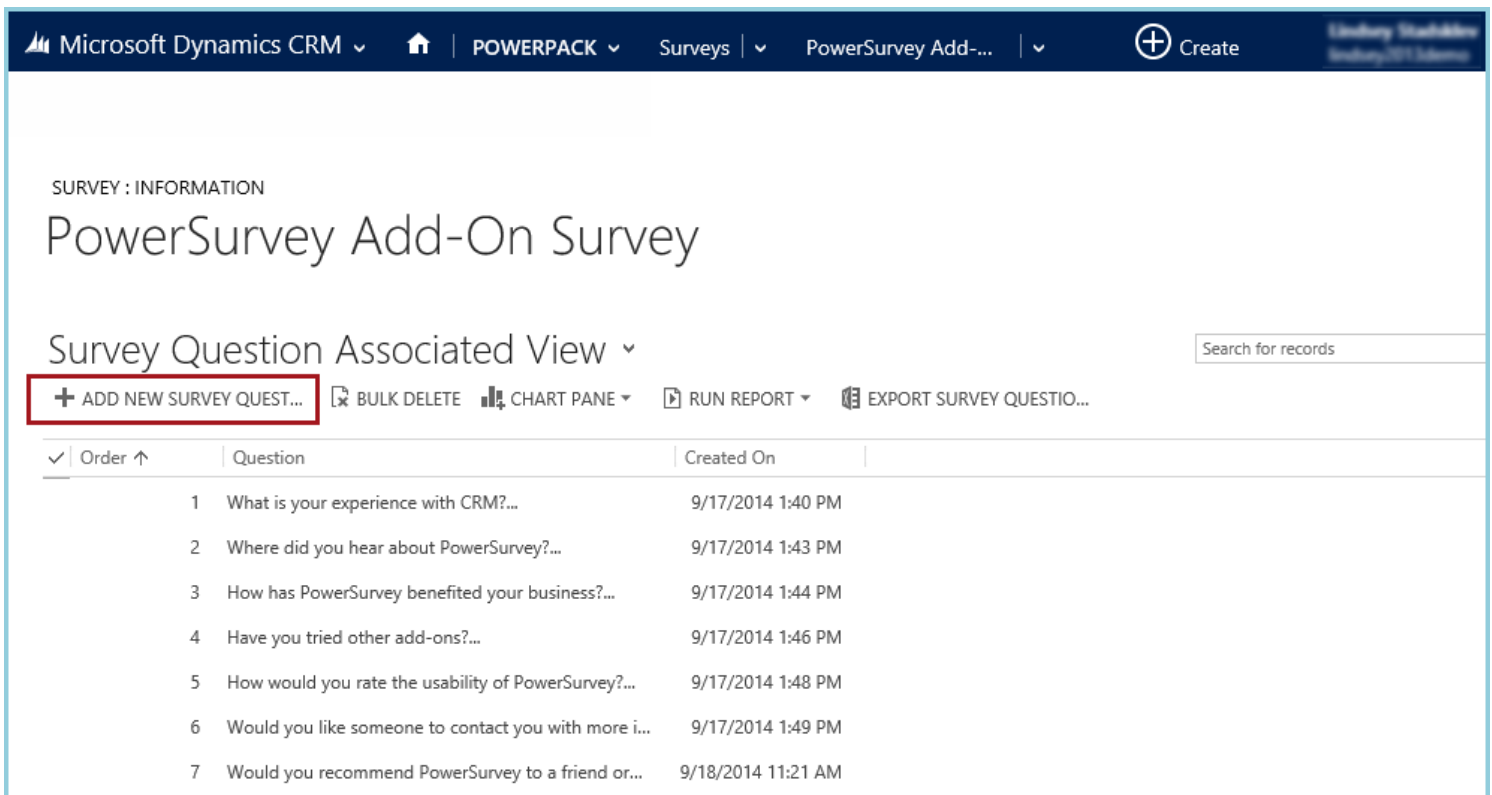 Microsoft Dynamics CRM POWERPACK Surveys PowerSurvey Add-... Create
SURVEY : INFORMATION
PowerSurvey Add-On Survey
Survey Question Associated View
Search for records
ADD NEW SURVEY QUEST... BULK DELETE CHART PANE RUN REPORT EXPORT SURVEY QUESTIO...
Order Question Created On
1 What is your experience with CRM?... 9/17/2014 1:40 PM
2 Where did you hear about PowerSurvey?... 9/17/2014 1:43 PM
3 How has PowerSurvey benefited your business?... 9/17/2014 1:44 PM
4 Have you tried other add-ons?... 9/17/2014 1:46 PM
5 How would you rate the usability of PowerSurvey?... 9/17/2014 1:48 PM
6 Would you like someone to contact you with more i... 9/17/2014 1:49 PM
7 Would you recommend PowerSurvey to a friend or... 9/18/2014 11:21 AM